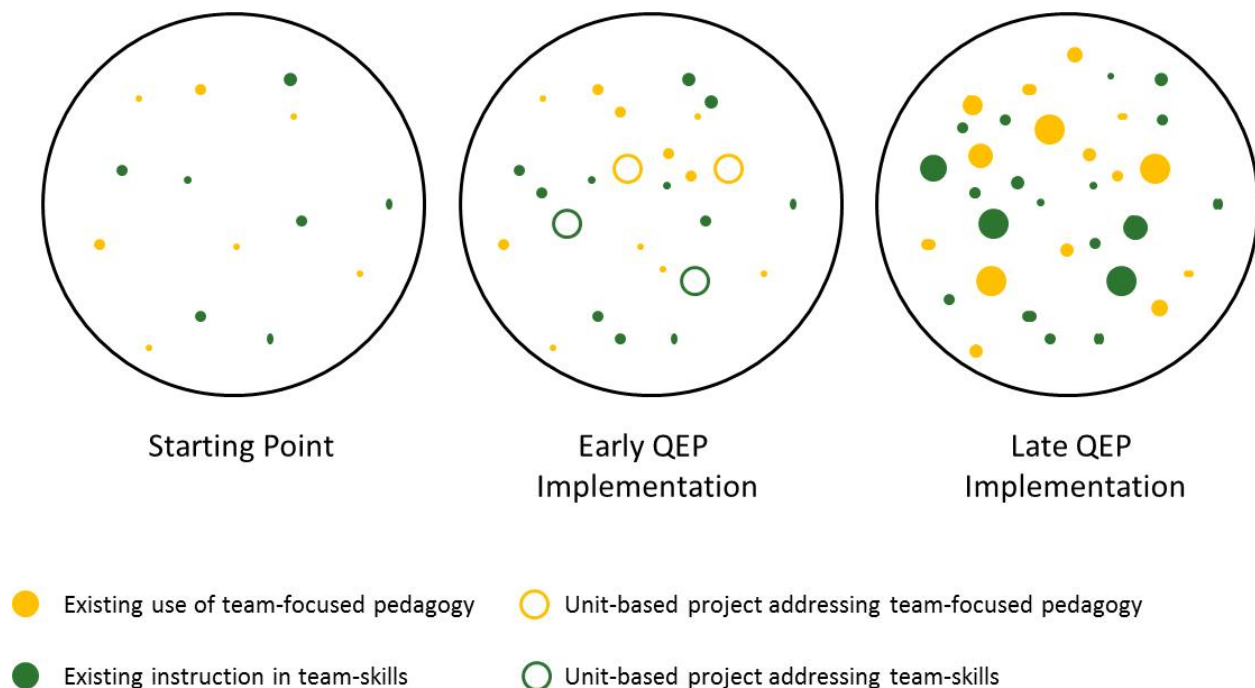 Starting Point
Early QEP
Implementation
Late QEP
Implementation
Existing use of team-focused pedagogy
Unit-based project addressing team-focused pedagogy
Existing instruction in team-skills
Unit-based project addressing team-skills